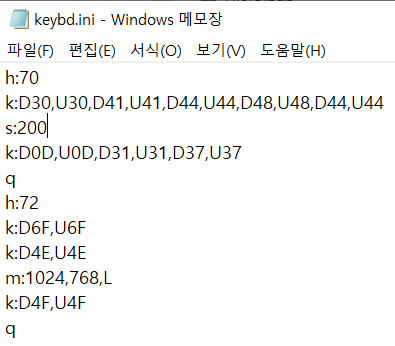 keybd.ini - Windows 메모장
파일(F) 편집(E) 서식(O) 보기(V) 도움말(H)
h:70
k:D30,U30,D41,U41,D44,U44,D48,U48,D44,U44
s:200
k:D0D,U0D,D31,U31,D37,U37
q
h:72
k:D6F,U6F
k:D4E,U4E
m:1024,768,L
k:D4F,U4F
q